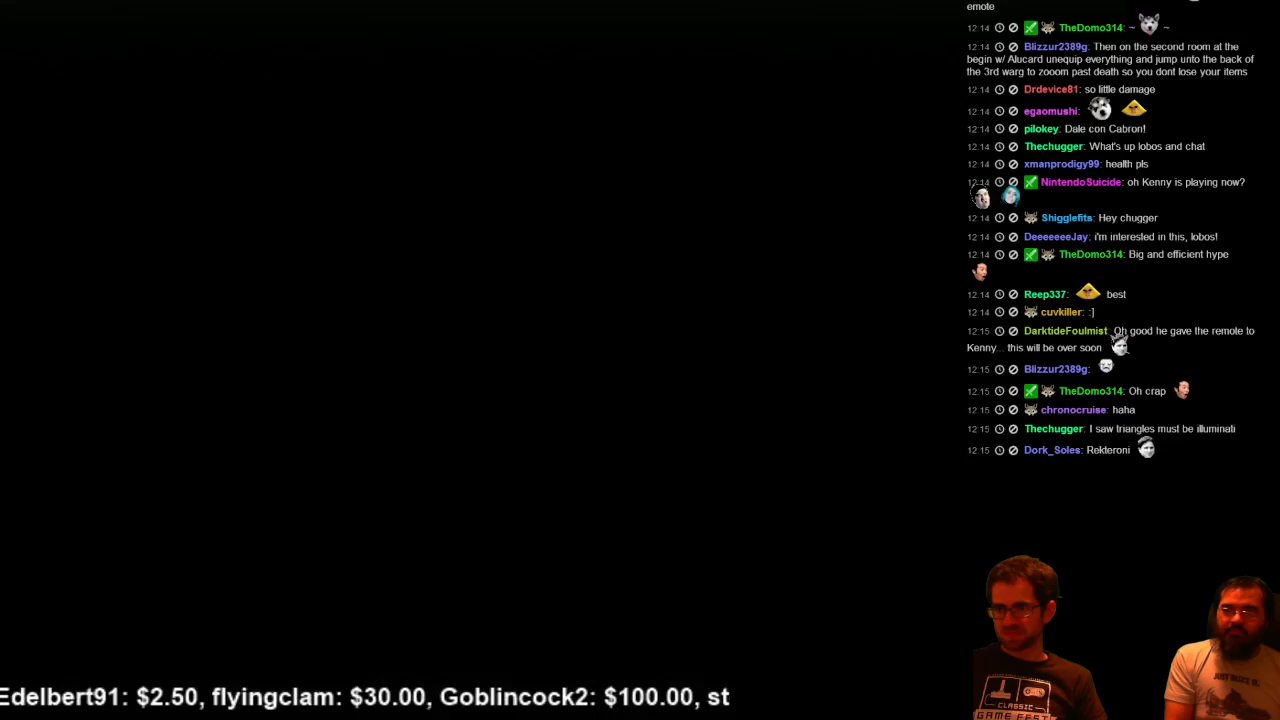 emote
12:14 TheDomo314: ~ ~
12:14 Blizzur2389g: Then on the second room at the
begin w/ Alucard unequip everything and jump unto the back of
the 3rd warg to zooom past death so you dont lose your items
12:14 Drdevice81: so little damage
12:14 egaomushi:
12:14 pilokey: Dale con Cabron!
12:14 Thechugger: What's up lobos and chat
12:14 xmanprodigy99: health pls
12:14 NintendoSuicide: oh Kenny is playing now?
12:14 Shigglefits: Hey chugger
12:14 DeeeeeeJay: i'm interested in this, lobos!
12:14 TheDomo314: Big and efficient hype
12:14 Reep337: best
12:14 cuvkiller: :]
12:15 DarktideFoulmist: Oh good he gave the remote to
Kenny... this will be over soon
12:15 Blizzur2389g:
12:15 TheDomo314: Oh crap
12:15 chronocruise: haha
12:15 Thechugger: I saw triangles must be illuminati
12:15 Dork_Soles: Rekteroni
CLASSIC
GAME FEST
JUST
Edelbert91: $2.50, flyingclam: $30.00, Goblincock2: $100.00, st